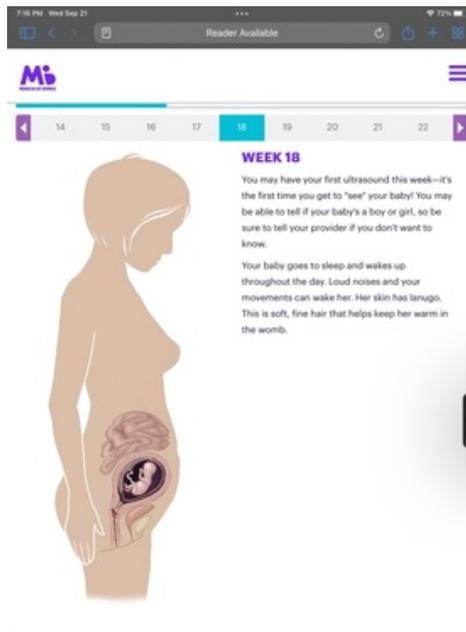 7:16 PM Wed Sep 21
72%
Reader Available
MARCH OF DIMES
14 15 16 17 18 19 20 21 22
WEEK 18
You may have your first ultrasound this week—it's
the first time you get to "see" your baby! You may
be able to tell if your baby's a boy or girl, so be
sure to tell your provider if you don't want to
know.
Your baby goes to sleep and wakes up
throughout the day. Loud noises and your
movements can wake her. Her skin has lanugo.
This is soft, fine hair that helps keep her warm in
the womb.